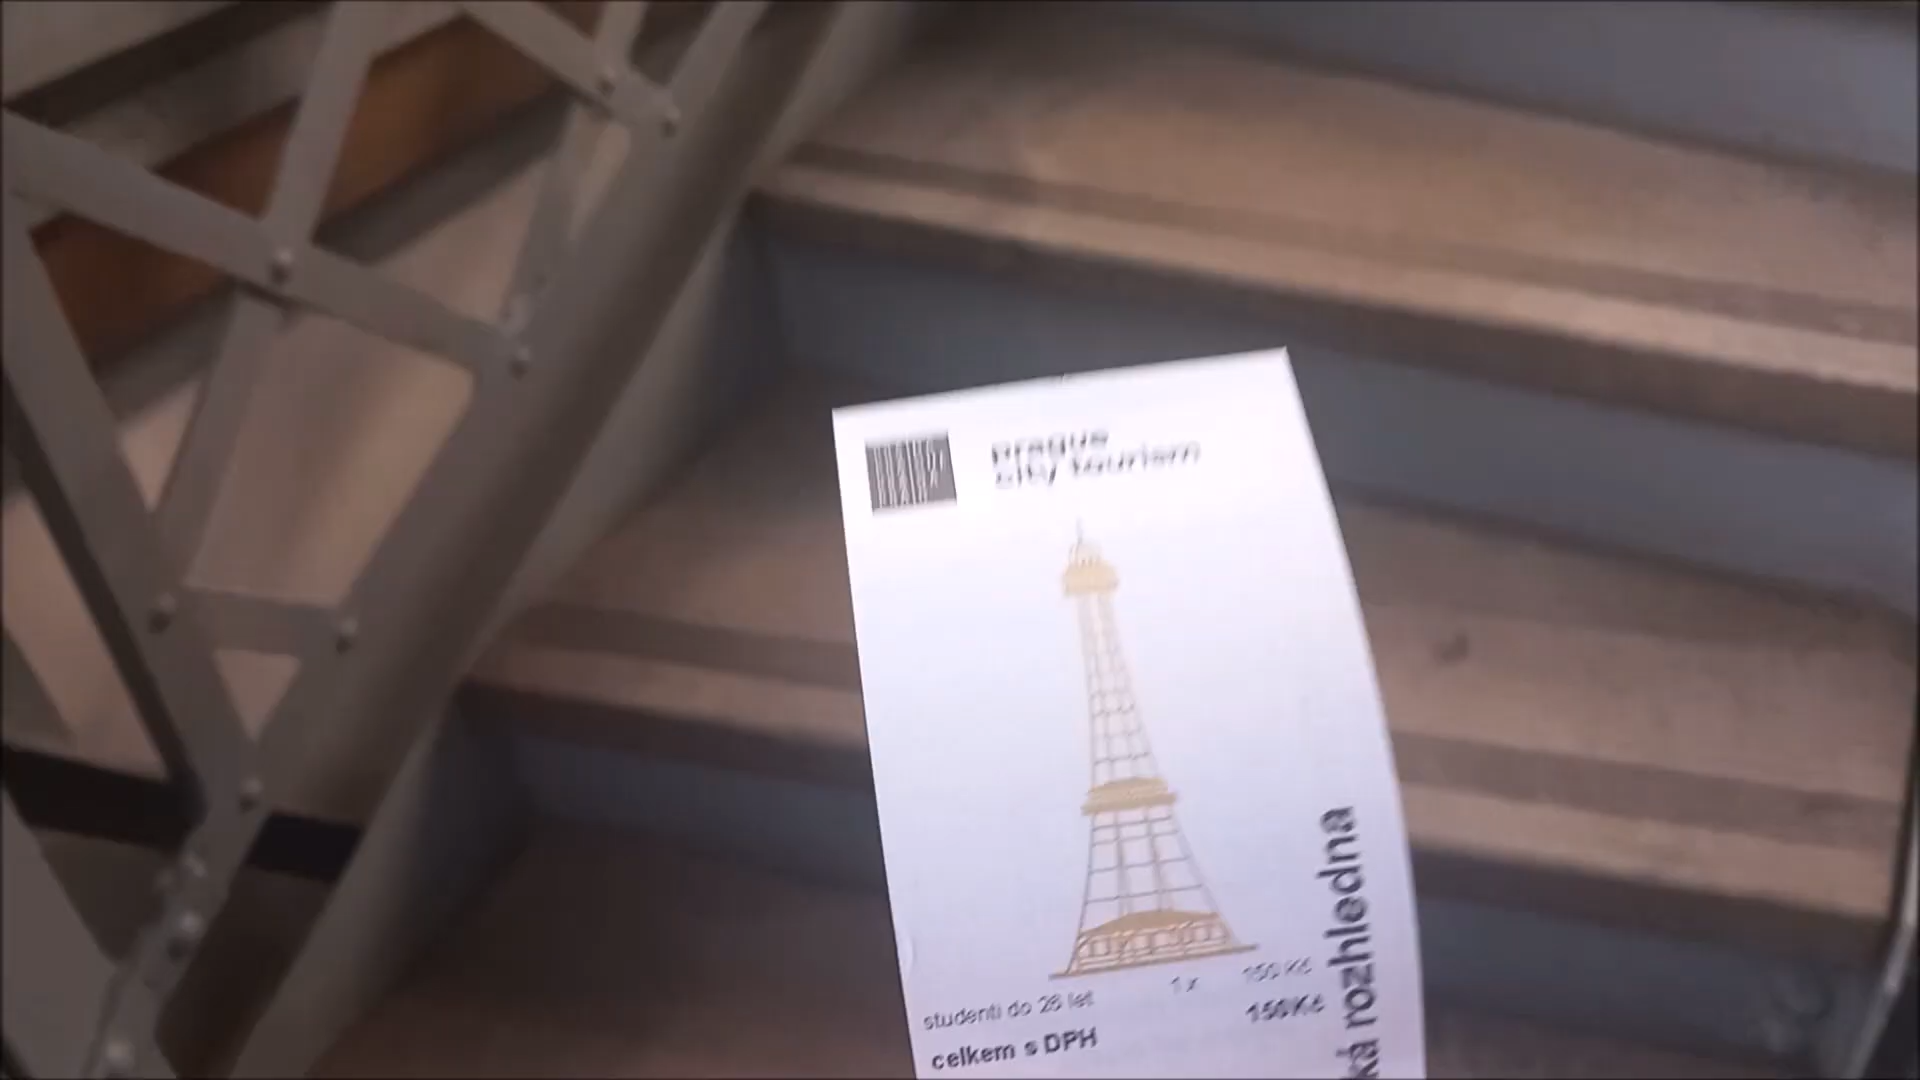 prague
city tourism
studenti do 26 let 1 x 150 Kč
celkem s DPH 150Kč
ká rozhledna